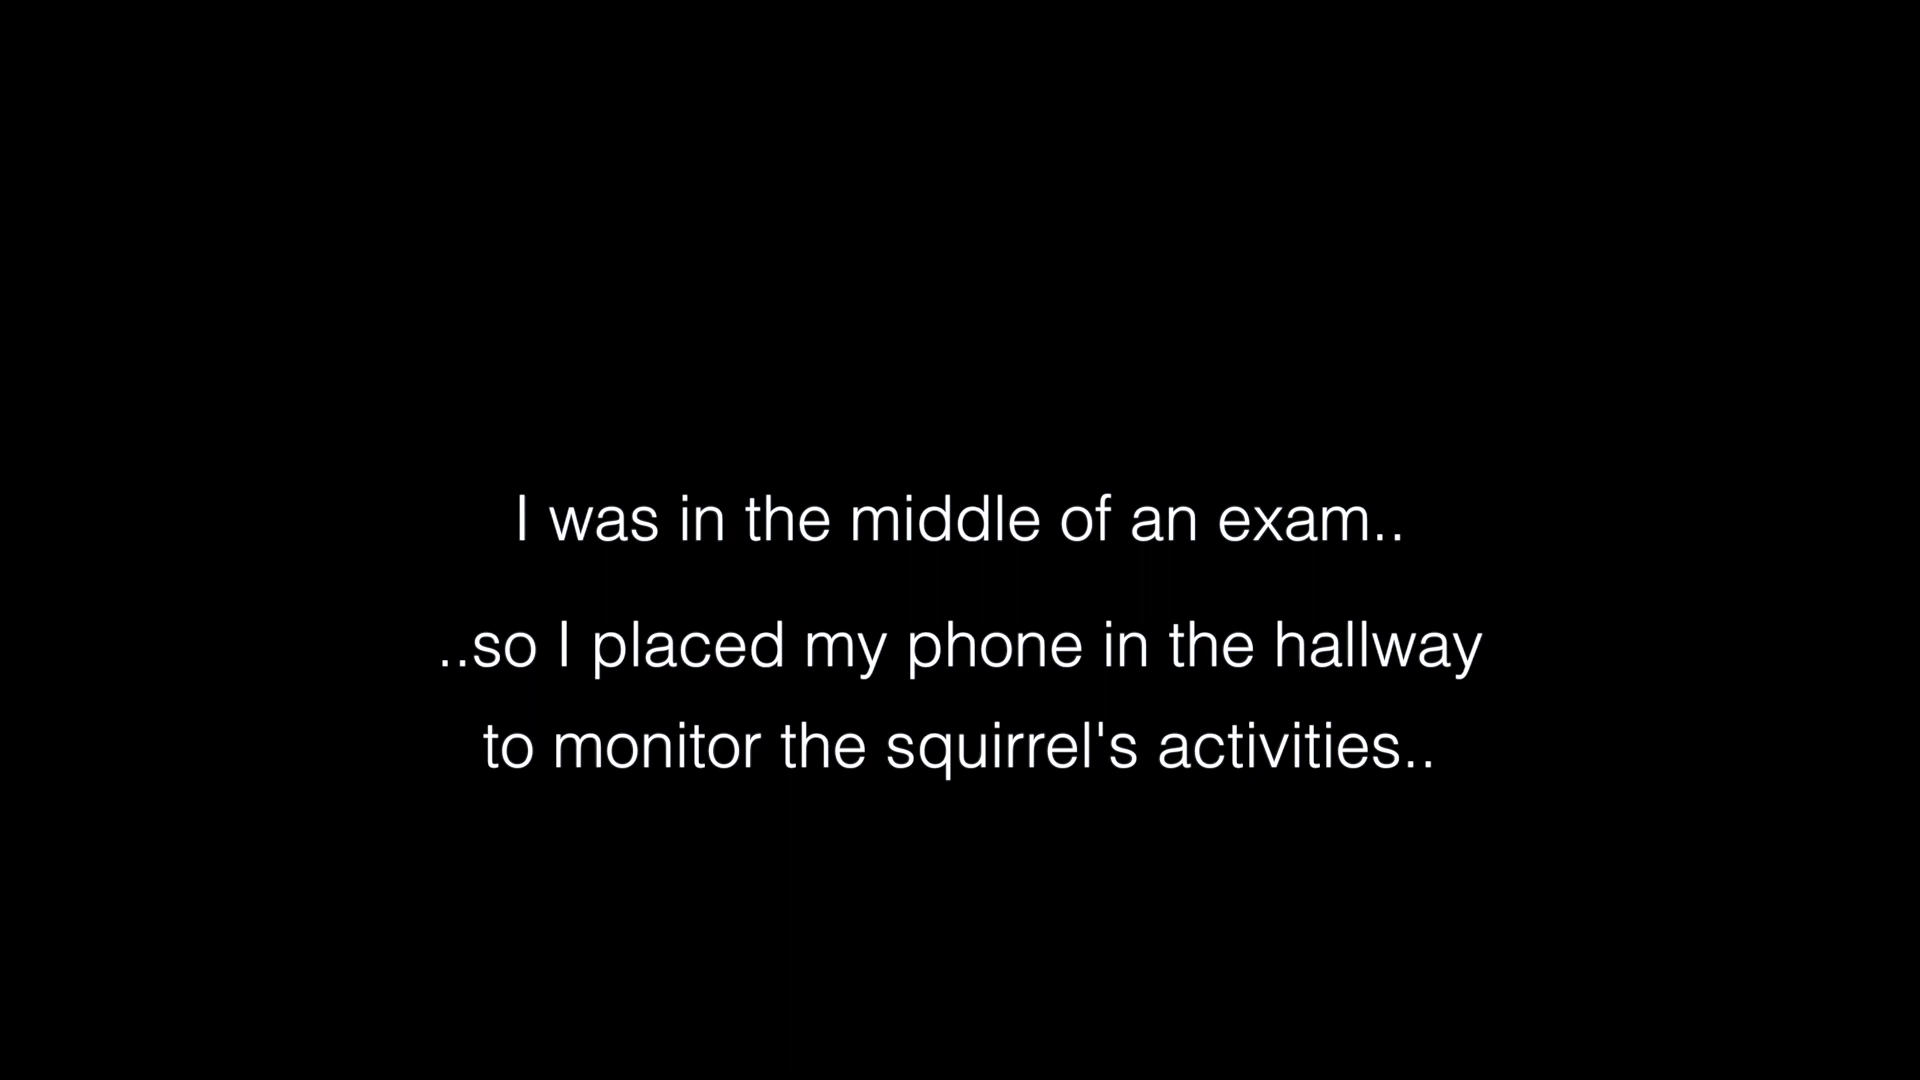 I was in the middle of an exam..
..so I placed my phone in the hallway
to monitor the squirrel's activities..